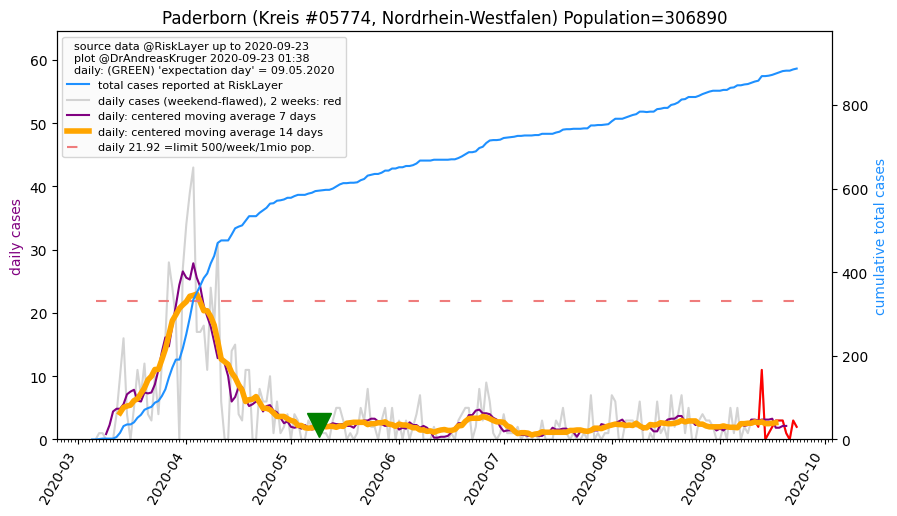 Paderborn (Kreis #05774, Nordrhein-Westfalen) Population=306890
source data @RiskLayer up to 2020-09-23
plot @DrAndreasKruger 2020-09-23 01:38
daily: (GREEN) 'expectation day' = 09.05.2020
total cases reported at RiskLayer
daily cases (weekend-flawed), 2 weeks: red
daily: centered moving average 7 days
daily: centered moving average 14 days
daily 21.92 =limit 500/week/1mio pop.
daily cases
60
50
40
30
20
10
0
cumulative total cases
800
600
400
200
0
2020-03
2020-04
2020-05
2020-06
2020-07
2020-08
2020-09
2020-10